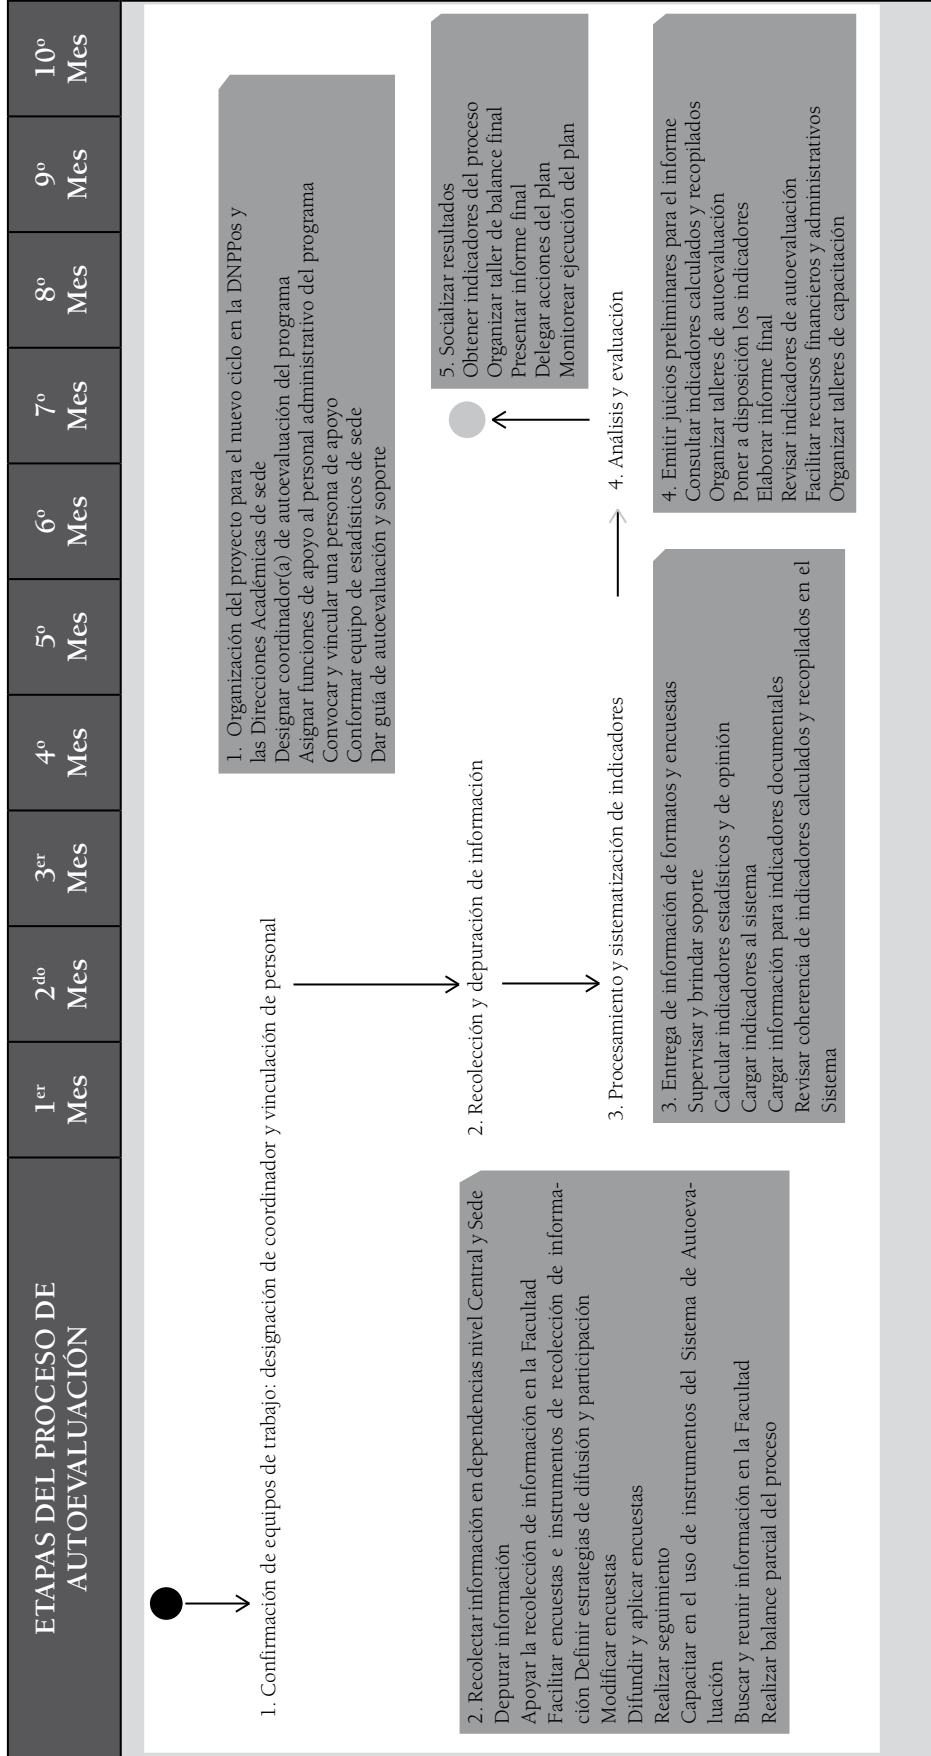 ETAPAS DEL PROCESO DE
AUTOEVALUACIÓN
1er
Mes
2do
Mes
3er
Mes
4o
Mes
5o
Mes
6o
Mes
7o
Mes
8o
Mes
9o
Mes
10o
Mes
1. Confirmación de equipos de trabajo: designación de coordinador y vinculación de personal
1. Organización del proyecto para el nuevo ciclo en la DNPPos y
las Direcciones Académicas de sede
Designar coordinador(a) de autoevaluación del programa
Asignar funciones de apoyo al personal administrativo del programa
Convocar y vincular una persona de apoyo
Conformar equipo de estadísticos de sede
Dar guía de autoevaluación y soporte
2. Recolección y depuración de información
2. Recolectar información en dependencias nivel Central y Sede
Depurar información
Apoyar la recolección de información en la Facultad
Facilitar encuestas e instrumentos de recolección de informa-
ción Definir estrategias de difusión y participación
Modificar encuestas
Difundir y aplicar encuestas
Realizar seguimiento
Capacitar en el uso de instrumentos del Sistema de Autoeva-
luación
Buscar y reunir información en la Facultad
Realizar balance parcial del proceso
3. Procesamiento y sistematización de indicadores
3. Entrega de información de formatos y encuestas
Supervisar y brindar soporte
Calcular indicadores estadísticos y de opinión
Cargar indicadores al sistema
Cargar información para indicadores documentales
Revisar coherencia de indicadores calculados y recopilados en el
Sistema
4. Análisis y evaluación
4. Emitir juicios preliminares para el informe
Consultar indicadores calculados y recopilados
Organizar talleres de autoevaluación
Poner a disposición los indicadores
Elaborar informe final
Revisar indicadores de autoevaluación
Facilitar recursos financieros y administrativos
Organizar talleres de capacitación
5. Socializar resultados
Obtener indicadores del proceso
Organizar taller de balance final
Presentar informe final
Delegar acciones del plan
Monitorear ejecución del plan